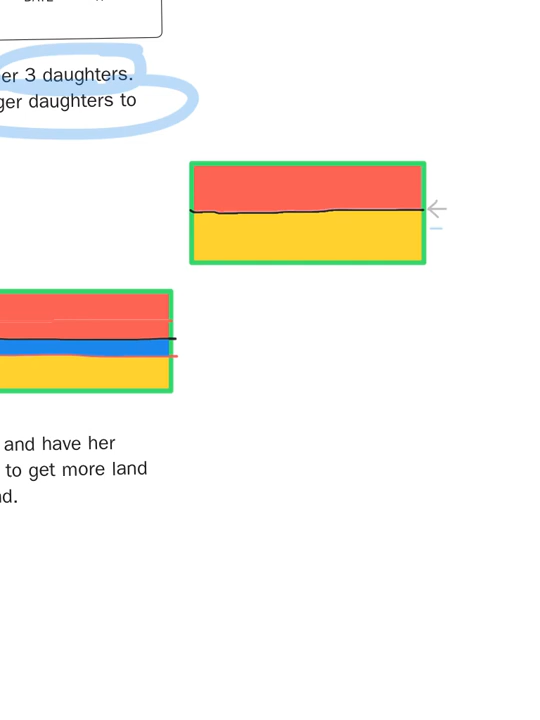 er 3 daughters.
ger daughters to
and have her
to get more land
d.